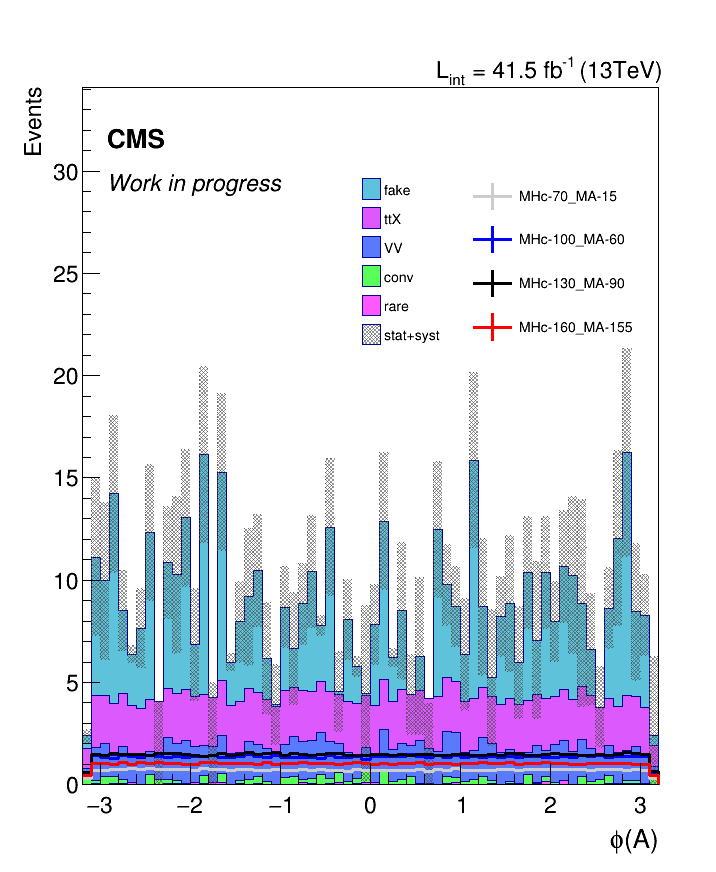 L_int = 41.5 fb^-1 (13TeV)
Events
CMS
Work in progress
fake
ttX
VV
conv
rare
stat+syst
MHc-70_MA-15
MHc-100_MA-60
MHc-130_MA-90
MHc-160_MA-155
30
25
20
15
10
5
0
−3 −2 −1 0 1 2 3
ϕ(A)